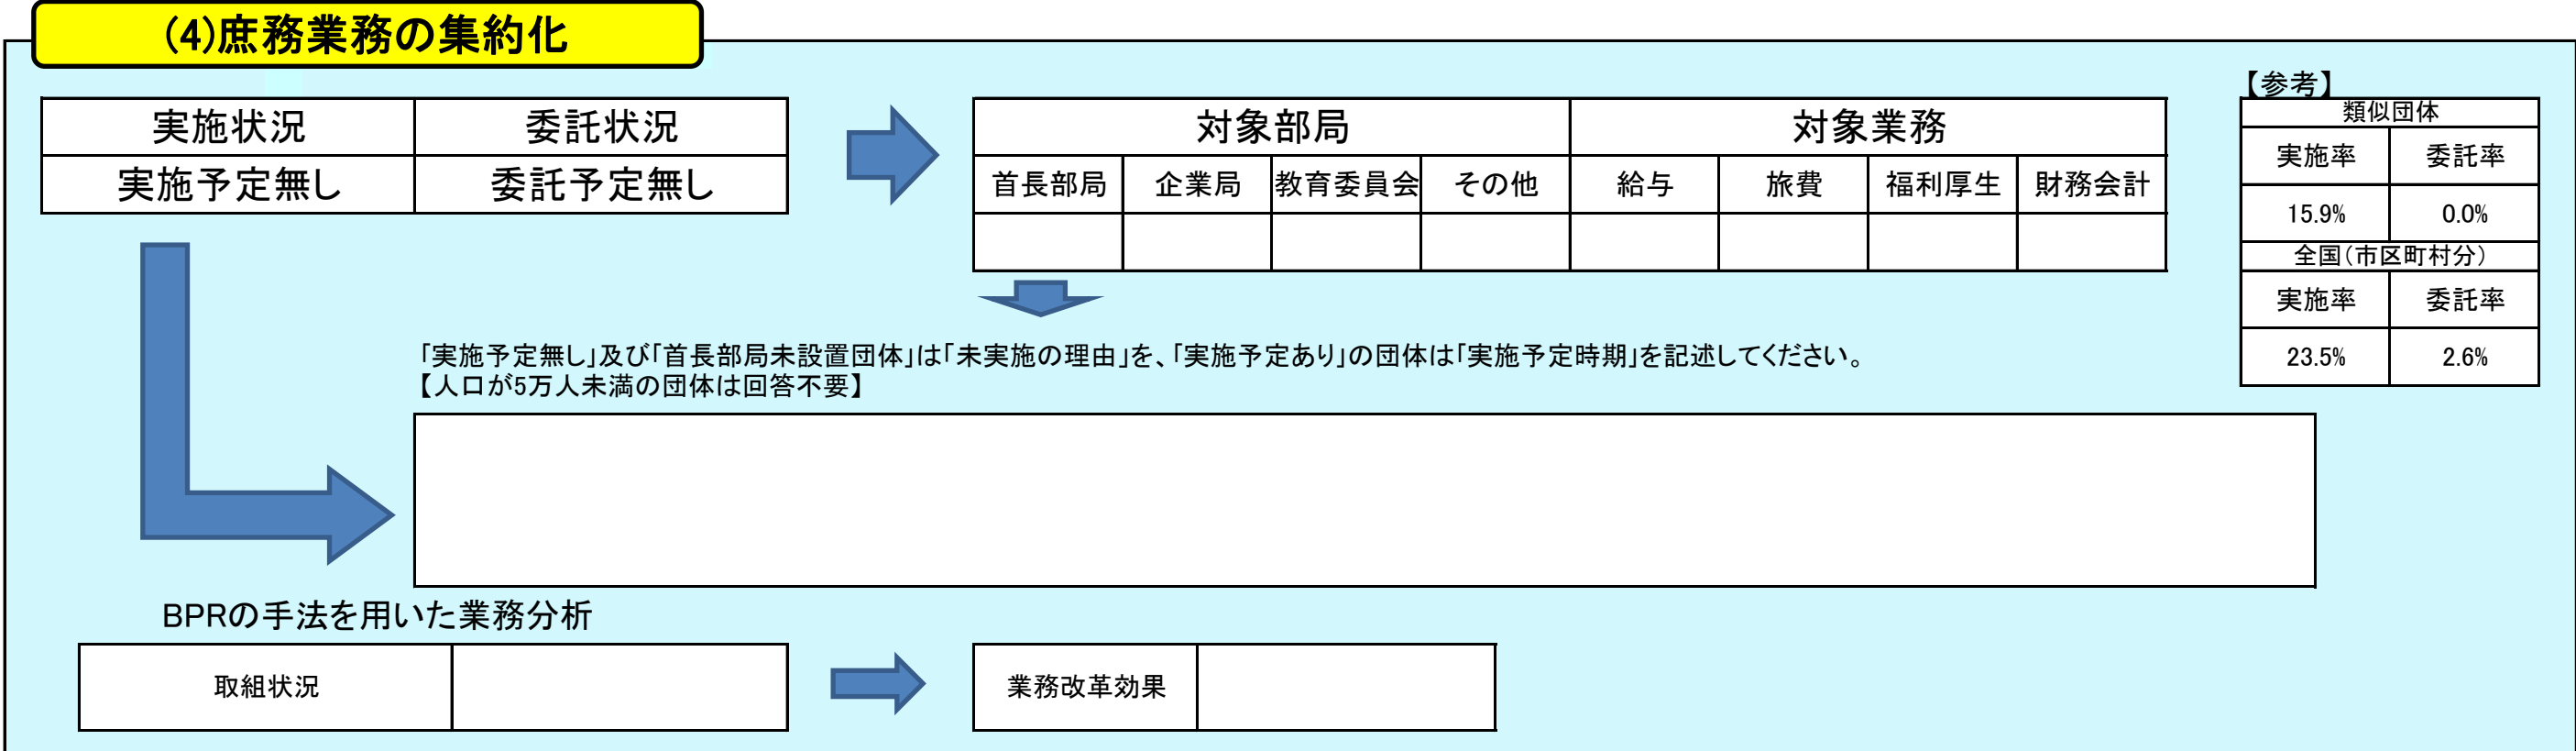 (4)庶務業務の集約化
実施状況 委託状況
実施予定無し 委託予定無し
対象部局 対象業務
首長部局 企業局 教育委員会 その他 給与 旅費 福利厚生 財務会計
【参考】
類似団体
実施率 委託率
15.9% 0.0%
全国(市区町村分)
実施率 委託率
23.5% 2.6%
「実施予定無し」及び「首長部局未設置団体」は「未実施の理由」を、「実施予定あり」の団体は「実施予定時期」を記述してください。
【人口が5万人未満の団体は回答不要】
BPRの手法を用いた業務分析
取組状況
業務改革効果